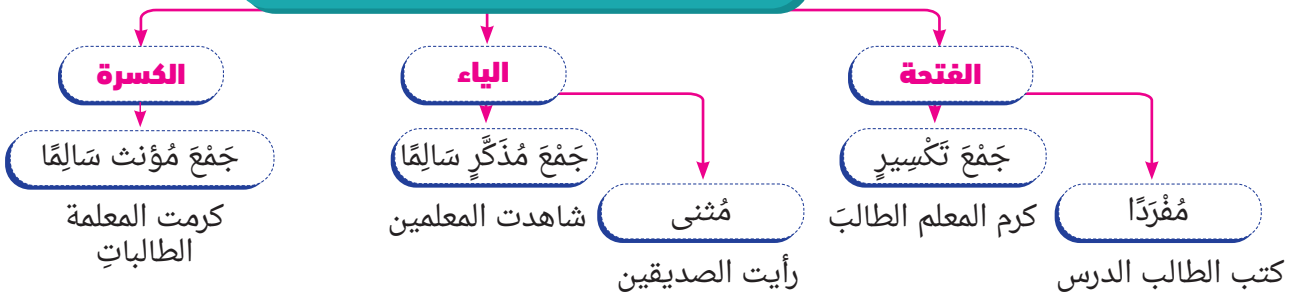 الفتحة
الياء
الكسرة
جَمْعَ تَكْسِيرٍ
جَمْعَ مُذَكَّرٍ سَالِمًا
جَمْعَ مُؤنث سَالِمًا
مُفْرَدًا
كرم المعلم الطالبَ
مُثنى
شاهدت المعلمين
كرمت المعلمة
الطالباتِ
كتب الطالب الدرس
رأيت الصديقين